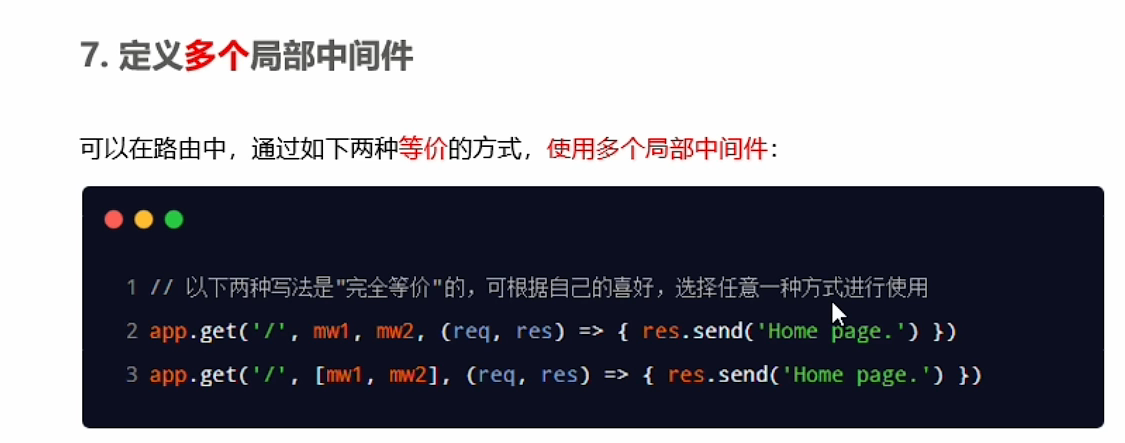 7. 定义多个局部中间件
可以在路由中，通过如下两种等价的方式，使用多个局部中间件：
1 // 以下两种写法是"完全等价"的，可根据自己的喜好，选择任意一种方式进行使用
2 app.get('/', mw1, mw2, (req, res) => { res.send('Home page.') })
3 app.get('/', [mw1, mw2], (req, res) => { res.send('Home page.') })